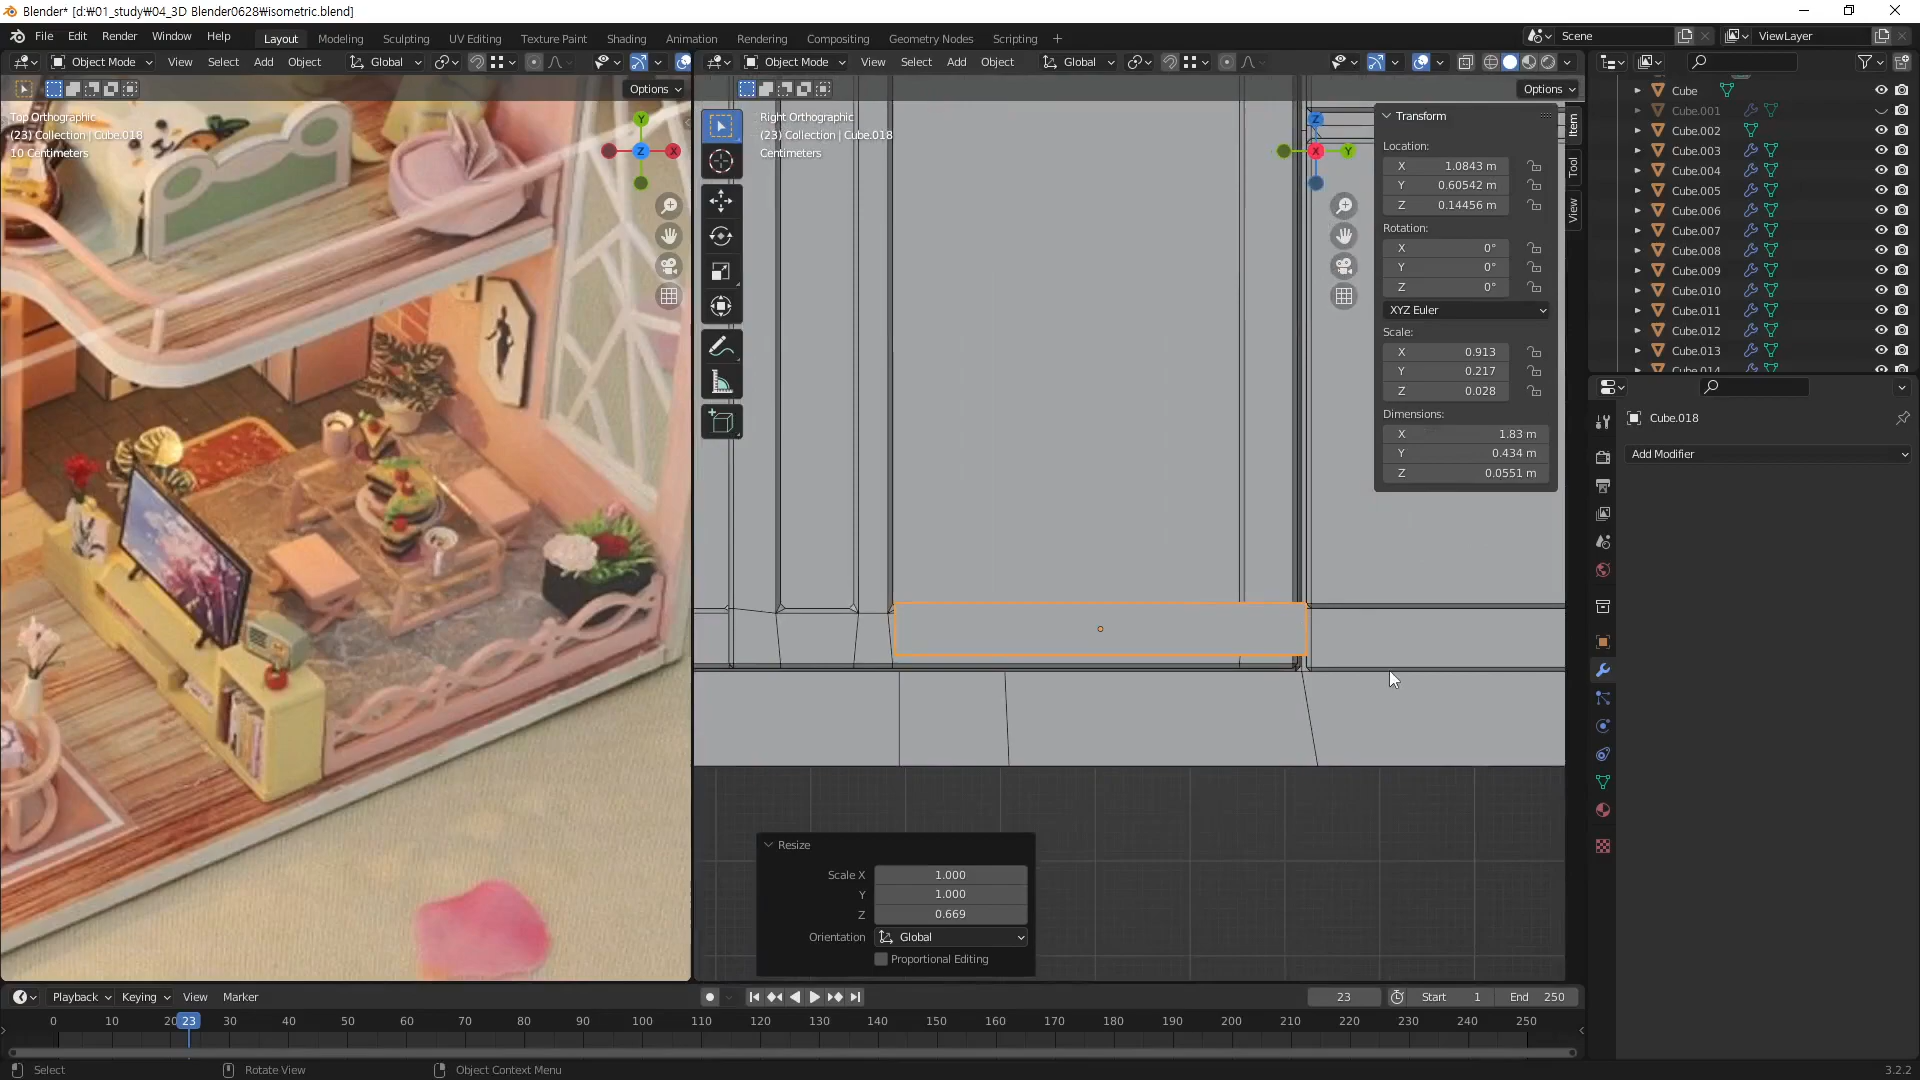 Blender* [d:₩01_study₩04_3D Blender0628₩isometric.blend]
File Edit Render Window Help
Layout Modeling Sculpting UV Editing Texture Paint Shading Animation Rendering Compositing Geometry Nodes Scripting +
Scene
ViewLayer
Object Mode View Select Add Object Global
Options
Top Orthographic
(23) Collection | Cube.018
10 Centimeters
Y
X
Z
Object Mode View Select Add Object Global
Options
Right Orthographic
(23) Collection | Cube.018
Centimeters
Z
X
Y
Transform
Location:
X 1.0843 m
Y 0.60542 m
Z 0.14456 m
Rotation:
X 0°
Y 0°
Z 0°
XYZ Euler
Scale:
X 0.913
Y 0.217
Z 0.028
Dimensions:
X 1.83 m
Y 0.434 m
Z 0.0551 m
Item
Tool
View
Cube
Cube.001
Cube.002
Cube.003
Cube.004
Cube.005
Cube.006
Cube.007
Cube.008
Cube.009
Cube.010
Cube.011
Cube.012
Cube.013
Cube.014
Cube.018
Add Modifier
Resize
Scale X 1.000
Y 1.000
Z 0.669
Orientation Global
Proportional Editing
Playback Keying View Marker
23
Start 1
End 250
0 10 20 23 30 40 50 60 70 80 90 100 110 120 130 140 150 160 170 180 190 200 210 220 230 240 250
Select
Rotate View
Object Context Menu
3.2.2